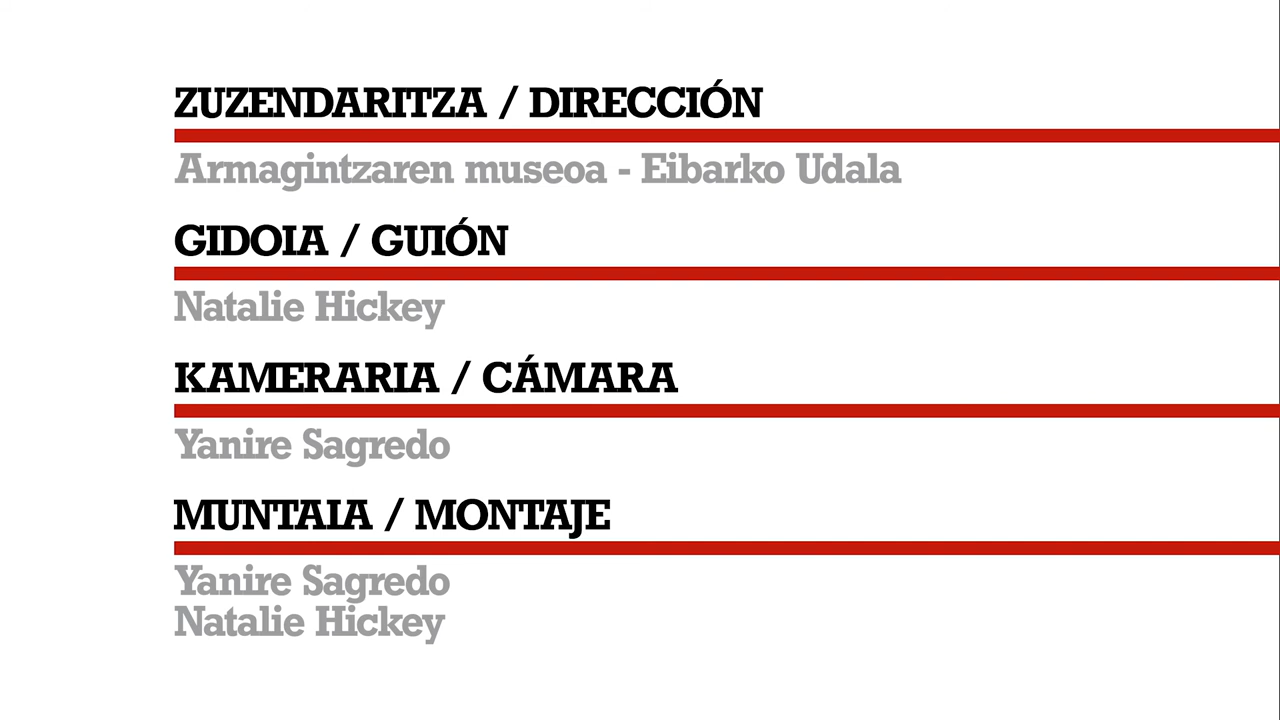 ZUZENDARITZA / DIRECCIÓN
Armagintzaren museoa - Eibarko Udala
GIDOIA / GUIÓN
Natalie Hickey
KAMERARIA / CÁMARA
Yanire Sagredo
MUNTAIA / MONTAJE
Yanire Sagredo
Natalie Hickey